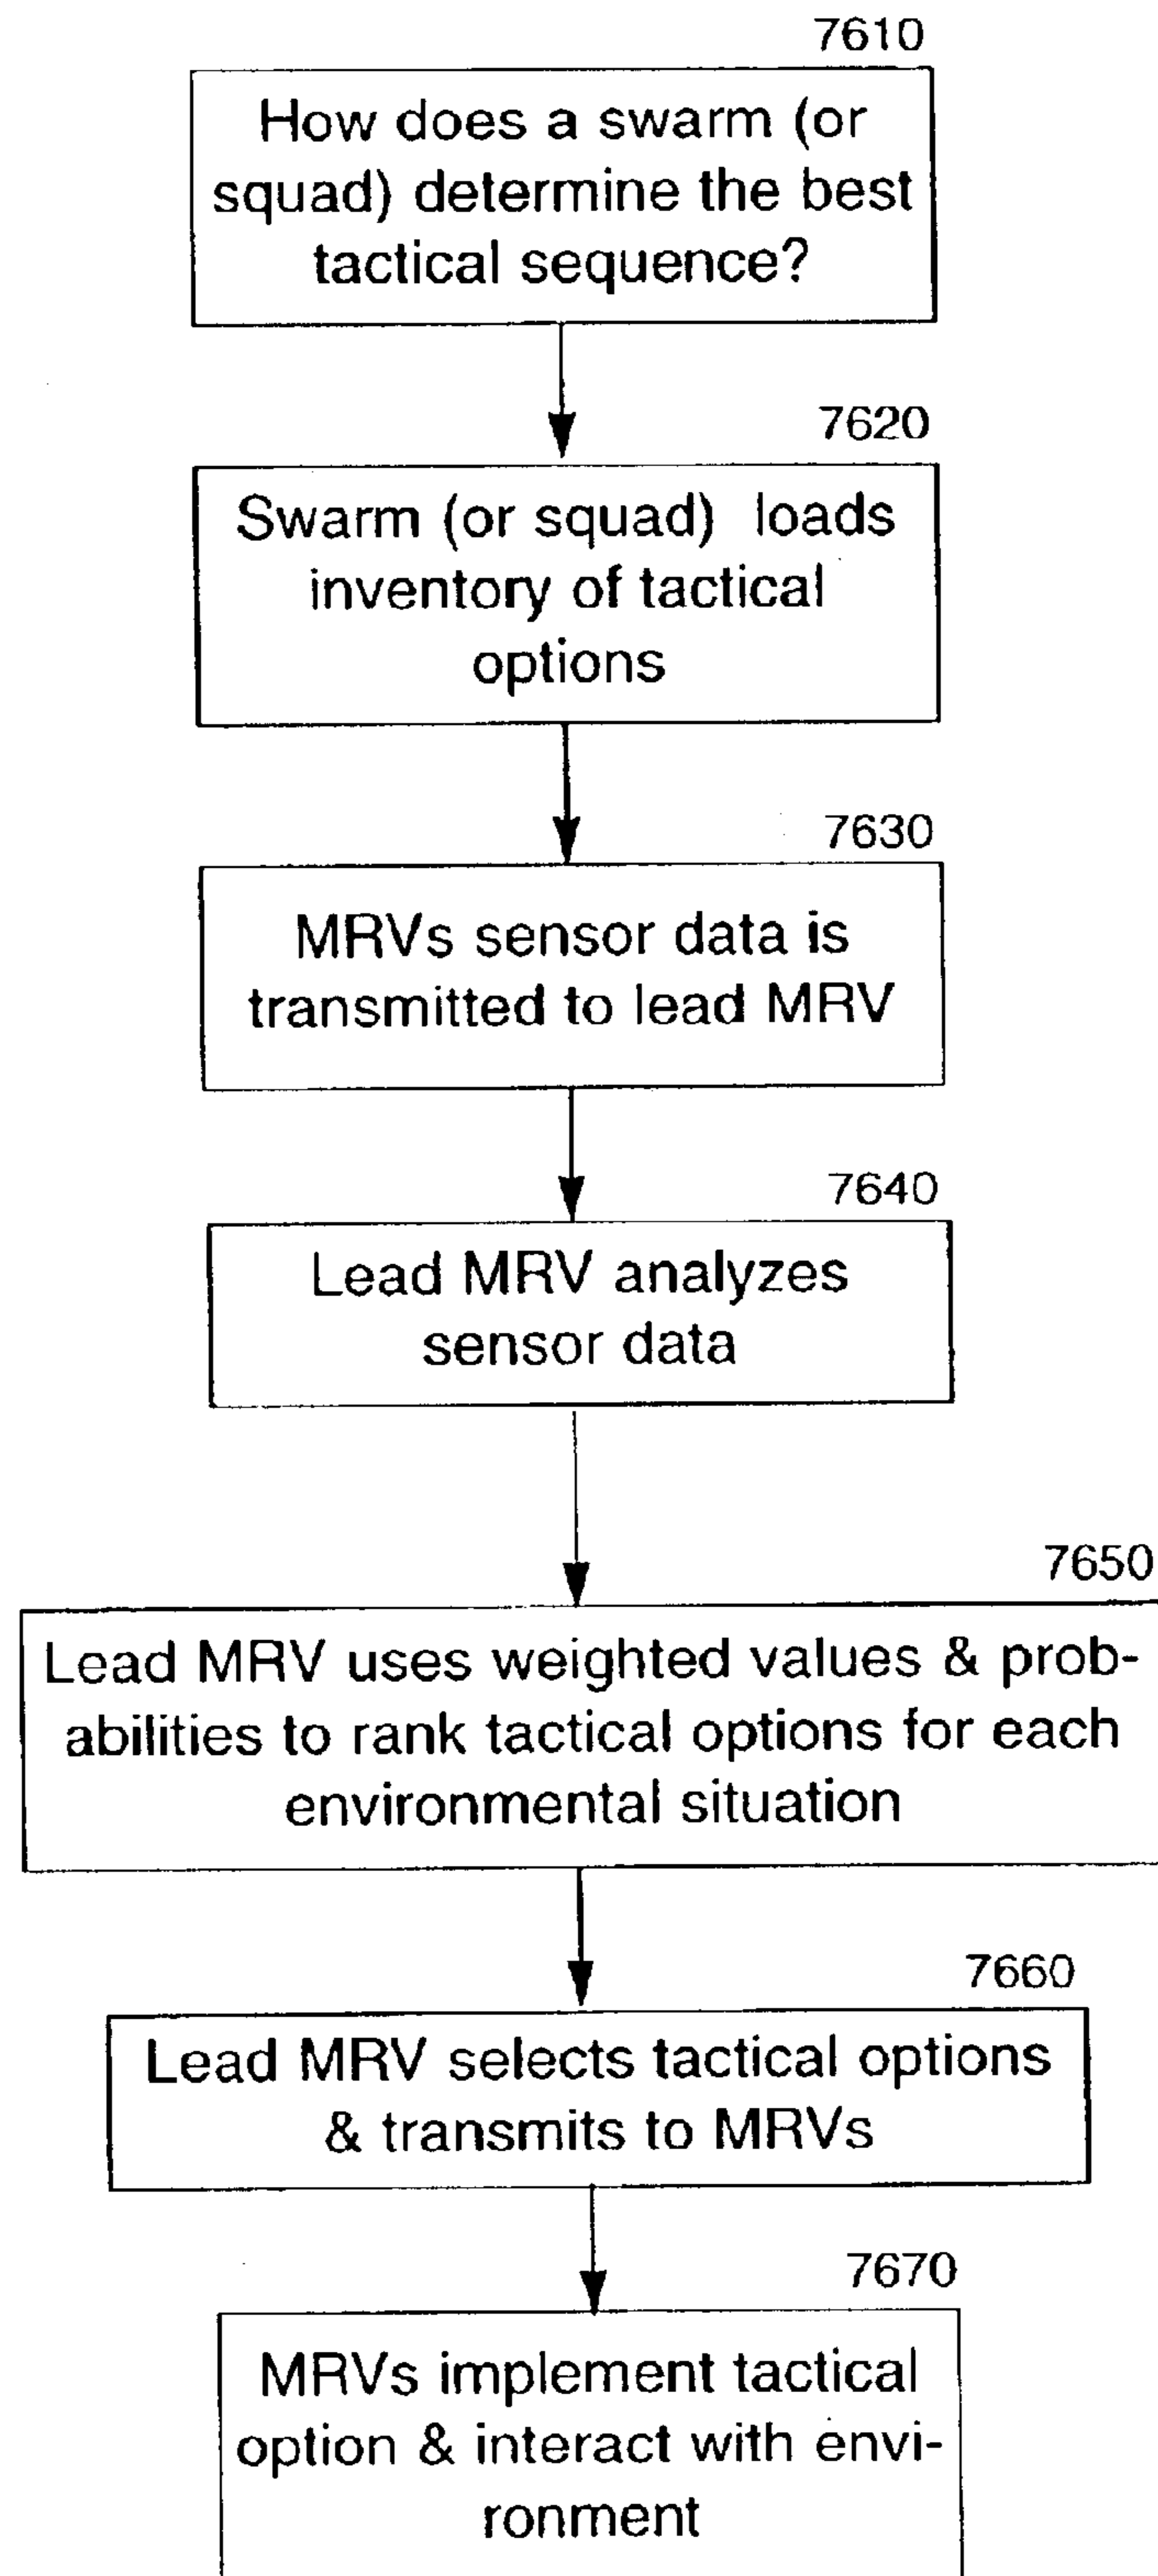 7610
How does a swarm (or
squad) determine the best
tactical sequence?
7620
Swarm (or squad) loads
inventory of tactical
options
7630
MRVs sensor data is
transmitted to lead MRV
7640
Lead MRV analyzes
sensor data
7650
Lead MRV uses weighted values & prob-
abilities to rank tactical options for each
environmental situation
7660
Lead MRV selects tactical options
& transmits to MRVs
7670
MRVs implement tactical
option & interact with envi-
ronment